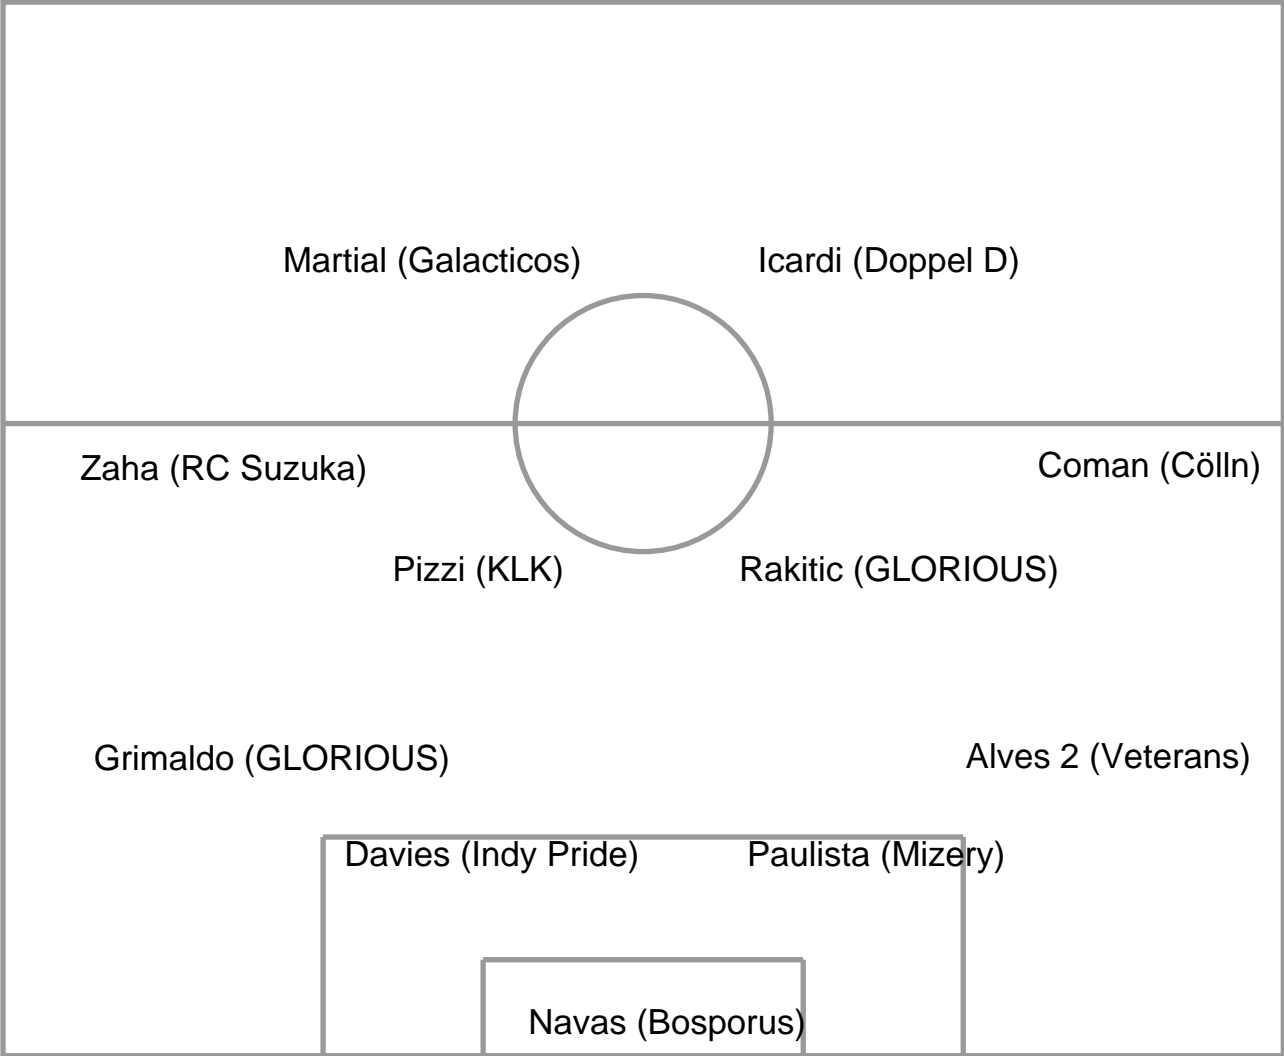 Martial (Galacticos)
Icardi (Doppel D)
Zaha (RC Suzuka)
Coman (Cölln)
Pizzi (KLK)
Rakitic (GLORIOUS)
Grimaldo (GLORIOUS)
Alves 2 (Veterans)
Davies (Indy Pride)
Paulista (Mizery)
Navas (Bosporus)